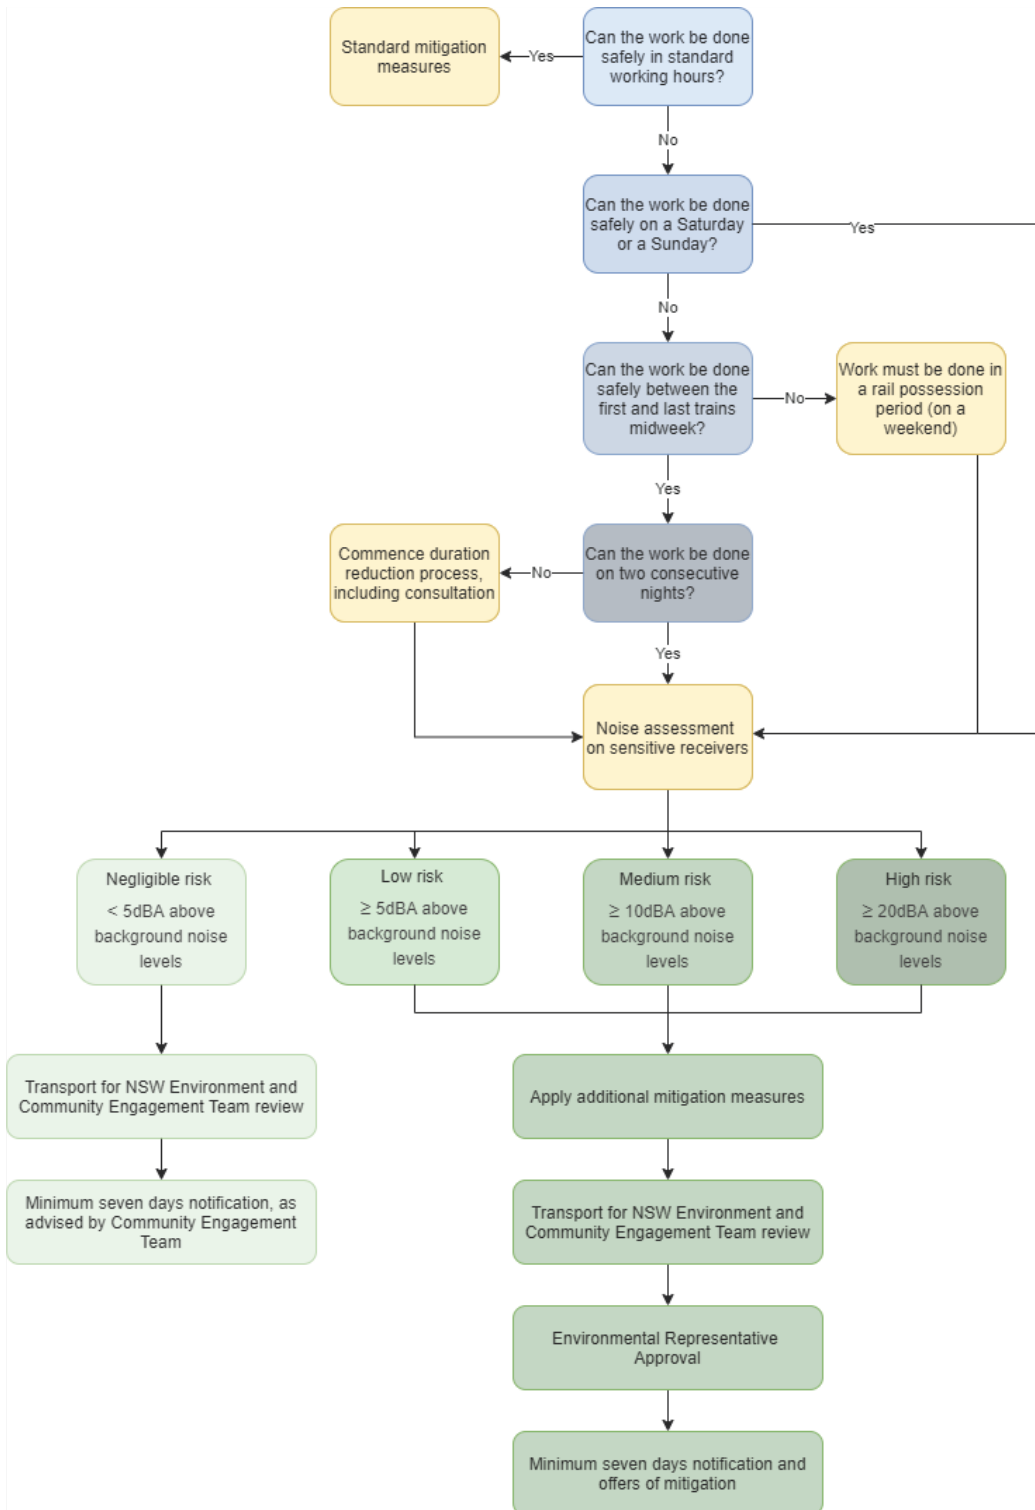 Standard mitigation
measures
Yes
Can the work be done
safely in standard
working hours?
No
Can the work be done
safely on a Saturday
or a Sunday?
Yes
No
Can the work be done
safely between the
first and last trains
midweek?
No
Work must be done in
a rail possession
period (on a
weekend)
Yes
Commence duration
reduction process,
including consultation
No
Can the work be done
on two consecutive
nights?
Yes
Noise assessment
on sensitive receivers
Negligible risk
< 5dBA above
background noise
levels
Low risk
≥ 5dBA above
background noise
levels
Medium risk
≥ 10dBA above
background noise
levels
High risk
≥ 20dBA above
background noise
levels
Transport for NSW Environment and
Community Engagement Team review
Minimum seven days notification, as
advised by Community Engagement
Team
Apply additional mitigation measures
Transport for NSW Environment and
Community Engagement Team review
Environmental Representative
Approval
Minimum seven days notification and
offers of mitigation